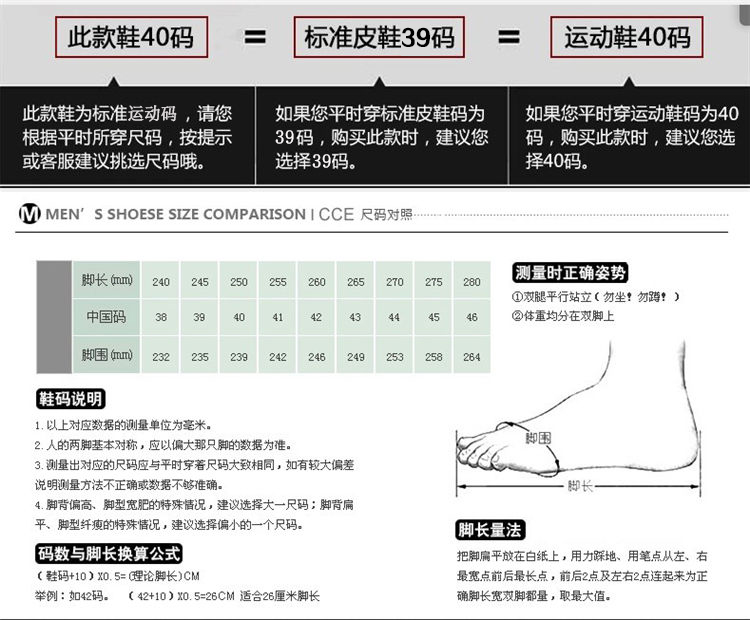 此款鞋40码 = 标准皮鞋39码 = 运动鞋40码
此款鞋为标准运动码，请您
根据平时所穿尺码，按提示
或客服建议挑选尺码哦。
如果您平时穿标准皮鞋码为
39码，购买此款时，建议您
选择39码。
如果您平时穿运动鞋码为40
码，购买此款时，建议您选
择40码。
M MEN'S SHOESE SIZE COMPARISON | CCE 尺码对照
脚长(mm) 240 245 250 255 260 265 270 275 280
中国码 38 39 40 41 42 43 44 45 46
脚围(mm) 232 235 239 242 246 249 253 258 264
测量时正确姿势
①双腿平行站立(勿坐! 勿蹲! )
②体重均分在双脚上
脚围
脚长
鞋码说明
1.以上对应数据的测量单位为毫米。
2.人的两脚基本对称，应以偏大那只脚的数据为准。
3.测量出对应的尺码应与平时穿着尺码大致相同，如有较大偏差
说明测量方法不正确或数据不够准确。
4.脚背偏高、脚型宽肥的特殊情况，建议选择大一尺码；脚背扁
平、脚型纤瘦的特殊情况，建议选择偏小的一个尺码。
码数与脚长换算公式
(鞋码+10)X0.5=(理论脚长)CM
举例：如42码。 (42+10)X0.5=26CM 适合26厘米脚长
脚长量法
把脚扁平放在白纸上，用力踩地、用笔点从左、右
最宽点前后最长点，前后2点及左右2点连起来为正
确脚长宽双脚都量，取最大值。